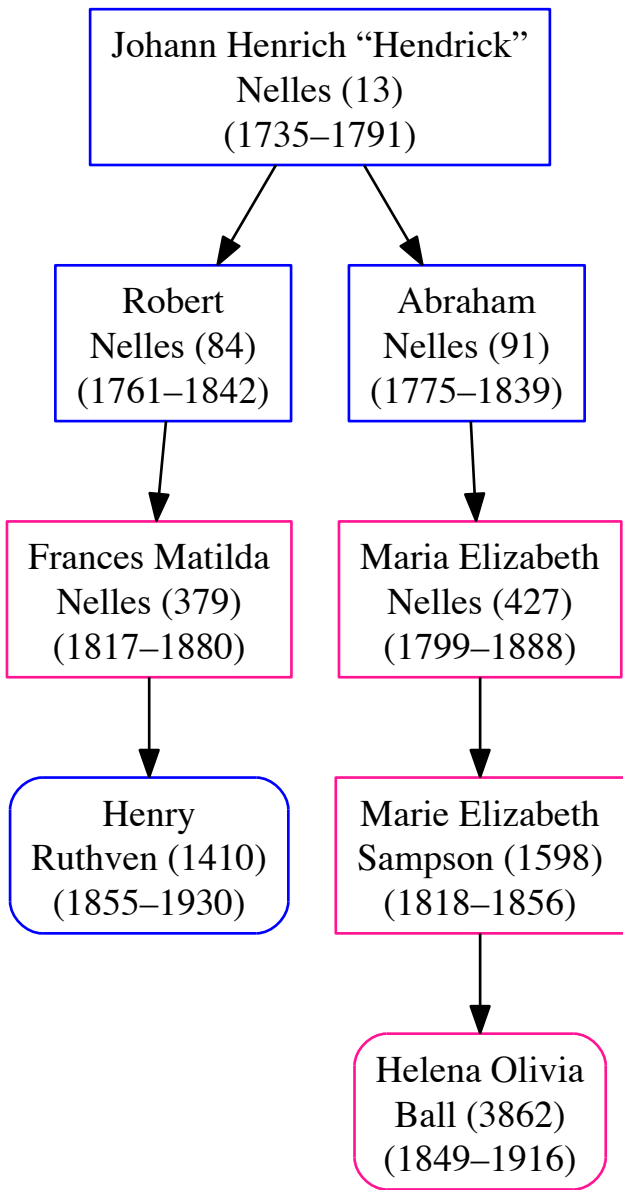 Johann Henrich “Hendrick”
Nelles (13)
(1735–1791)
Robert
Nelles (84)
(1761–1842)
Abraham
Nelles (91)
(1775–1839)
Frances Matilda
Nelles (379)
(1817–1880)
Maria Elizabeth
Nelles (427)
(1799–1888)
Henry
Ruthven (1410)
(1855–1930)
Marie Elizabeth
Sampson (1598)
(1818–1856)
Helena Olivia
Ball (3862)
(1849–1916)